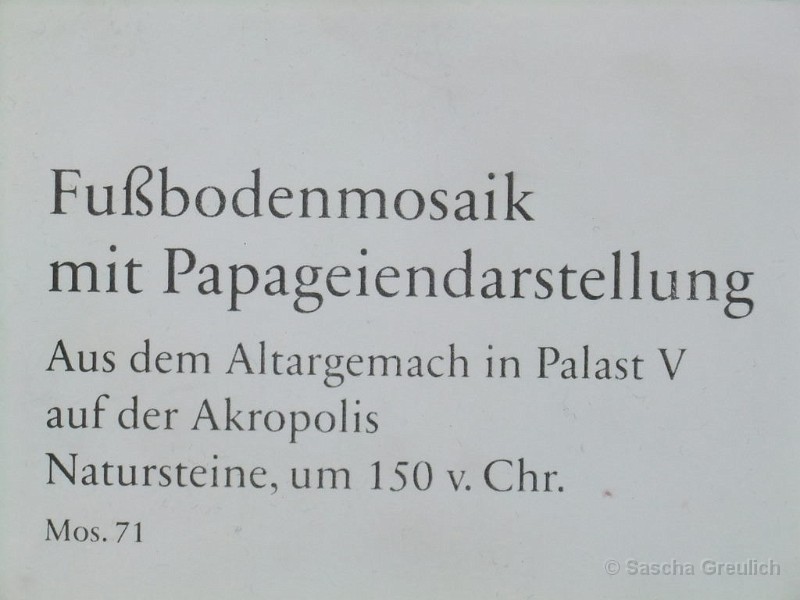 Fußbodenmosaik
mit Papageiendarstellung
Aus dem Altargemach in Palast V
auf der Akropolis
Natursteine, um 150 v. Chr.
Mos. 71
© Sascha Greulich